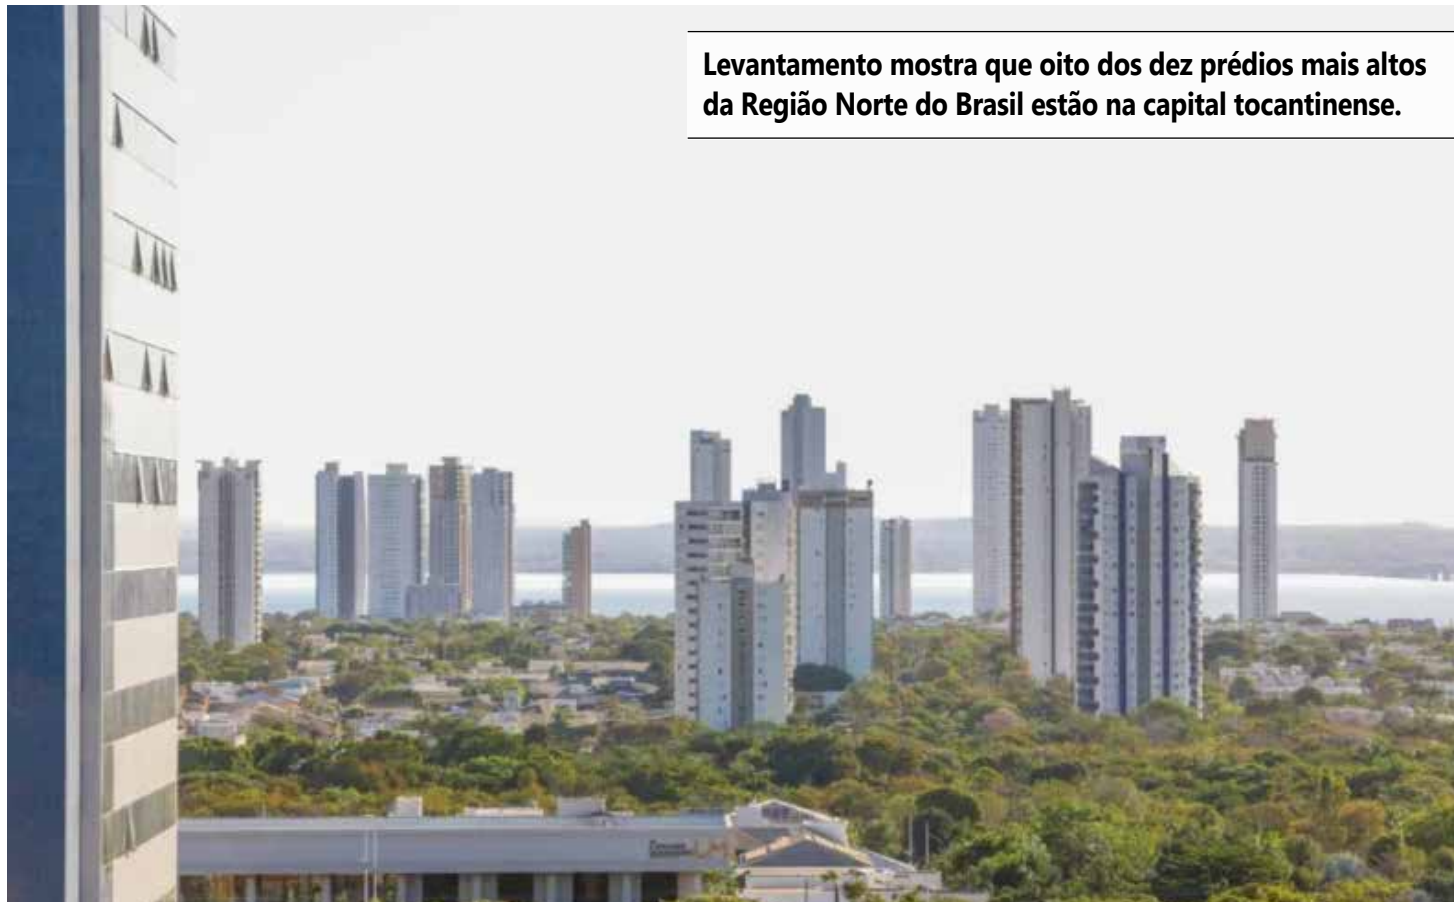 Levantamento mostra que oito dos dez prédios mais altos
da Região Norte do Brasil estão na capital tocantinense.